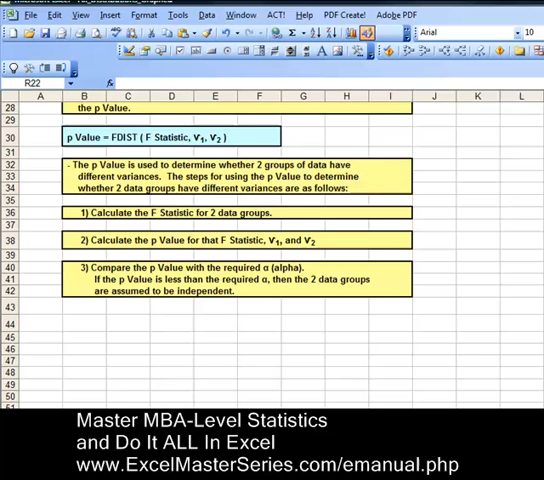 File Edit View Insert Format Tools Data Window ACT! Help PDF Create! Adobe PDF
Arial 10
R22 fx
A B C D E F G H I J K L
28 the p Value.
29
30 p Value = FDIST ( F Statistic, v1, v2 )
31
32 - The p Value is used to determine whether 2 groups of data have
33 different variances. The steps for using the p Value to determine
34 whether 2 data groups have different variances are as follows:
35
36 1) Calculate the F Statistic for 2 data groups.
37
38 2) Calculate the p Value for that F Statistic, v1, and v2
39
40 3) Compare the p Value with the required α (alpha).
41 If the p Value is less than the required α, then the 2 data groups
42 are assumed to be independent.
43
44
45
46
47
48
49
50
Master MBA-Level Statistics
and Do It ALL In Excel
www.ExcelMasterSeries.com/emanual.php